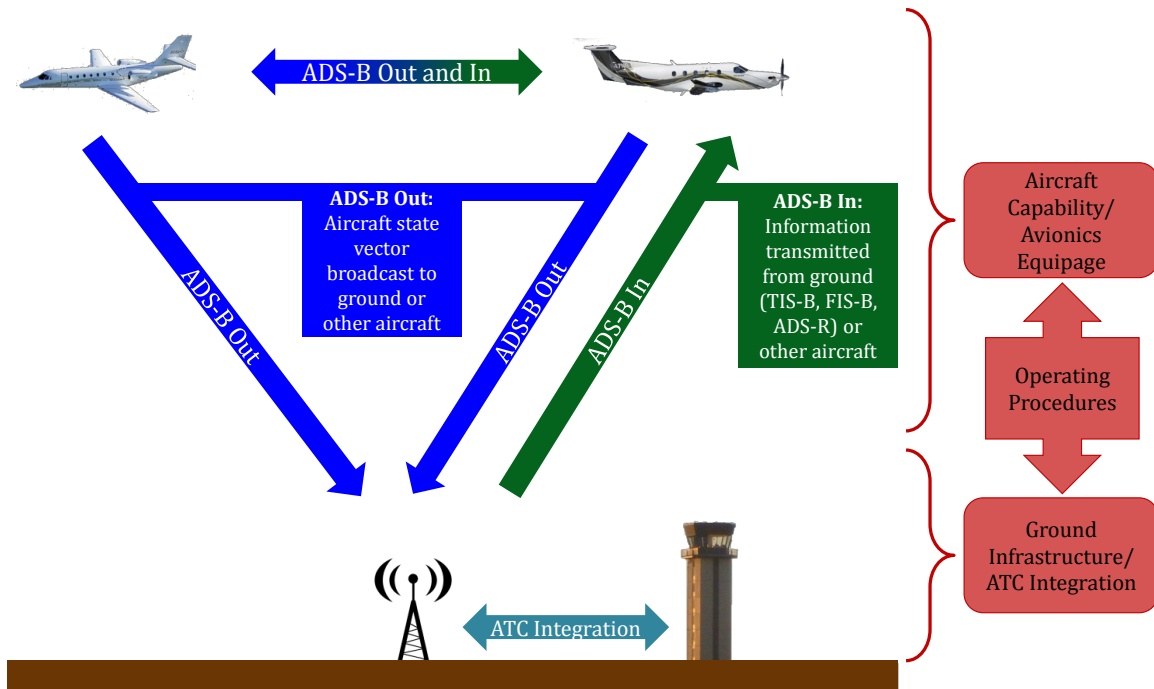 ADS-B Out and In
ADS-B Out:
Aircraft state
vector
broadcast to
ground or
other aircraft
ADS-B In:
Information
transmitted
from ground
(TIS-B, FIS-B,
ADS-R) or
other aircraft
ADS-B Out
ADS-B Out
ADS-B In
Aircraft
Capability/
Avionics
Equipage
Operating
Procedures
Ground
Infrastructure/
ATC Integration
ATC Integration